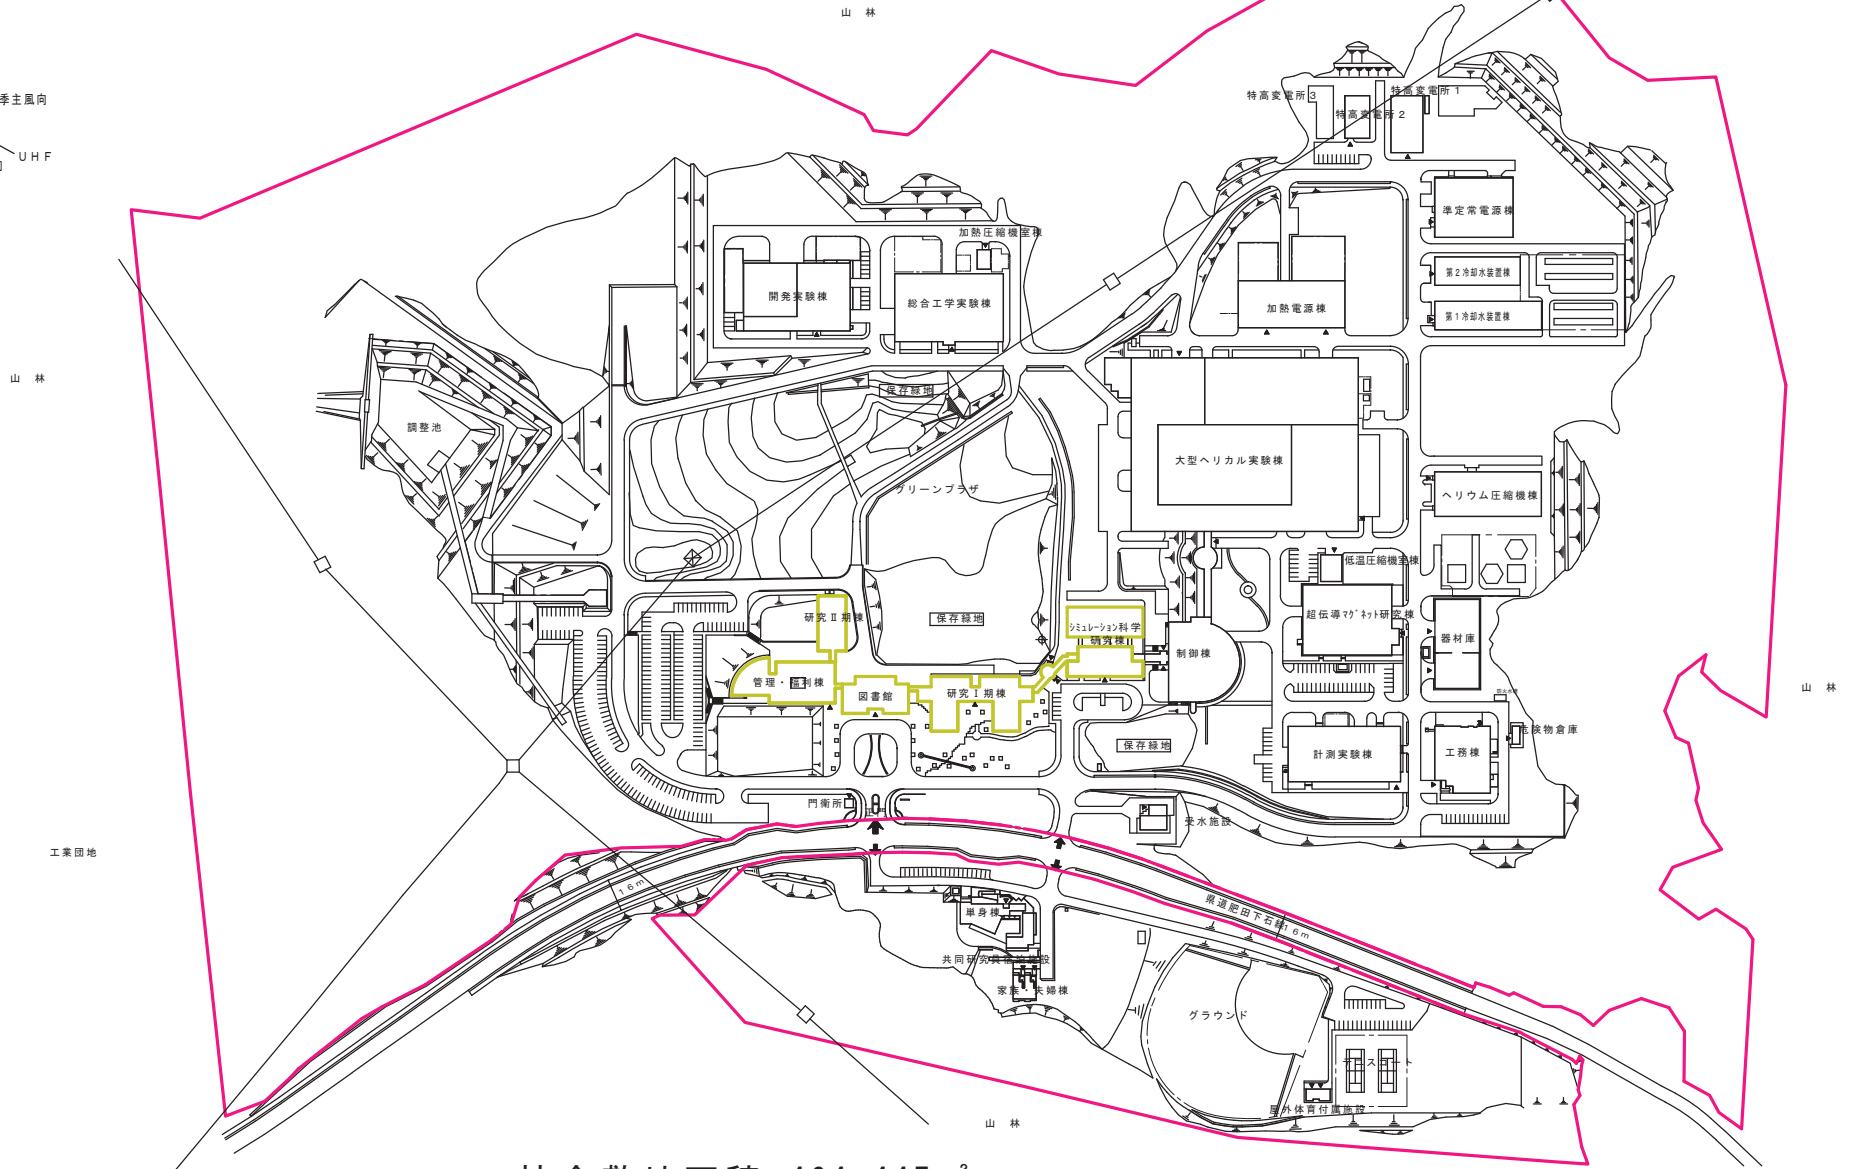 山 林
季主風向
UHF
特高変電所3
特高変電所1
特高変電所2
準定常電源棟
加熱圧縮機室棟
第2冷却水装置棟
開発実験棟
総合工学実験棟
加熱電源棟
第1冷却水装置棟
山 林
保存緑地
調整池
大型ヘリカル実験棟
グリーンプラザ
ヘリウム圧縮機棟
低温圧縮機室棟
研究Ⅱ期棟
保存緑地
シミュレーション科学
研究棟
超伝導マグネット研究棟
器材庫
制御棟
管理・福利棟
図書館
研究Ⅰ期棟
山 林
危険物倉庫
保存緑地
計測実験棟
工務棟
門衛所
受水施設
工業団地
16m
県道肥田下石線
16m
単身棟
共同研究員宿泊施設
家族・夫婦棟
グラウンド
テニスコート
屋外体育付属施設
山 林